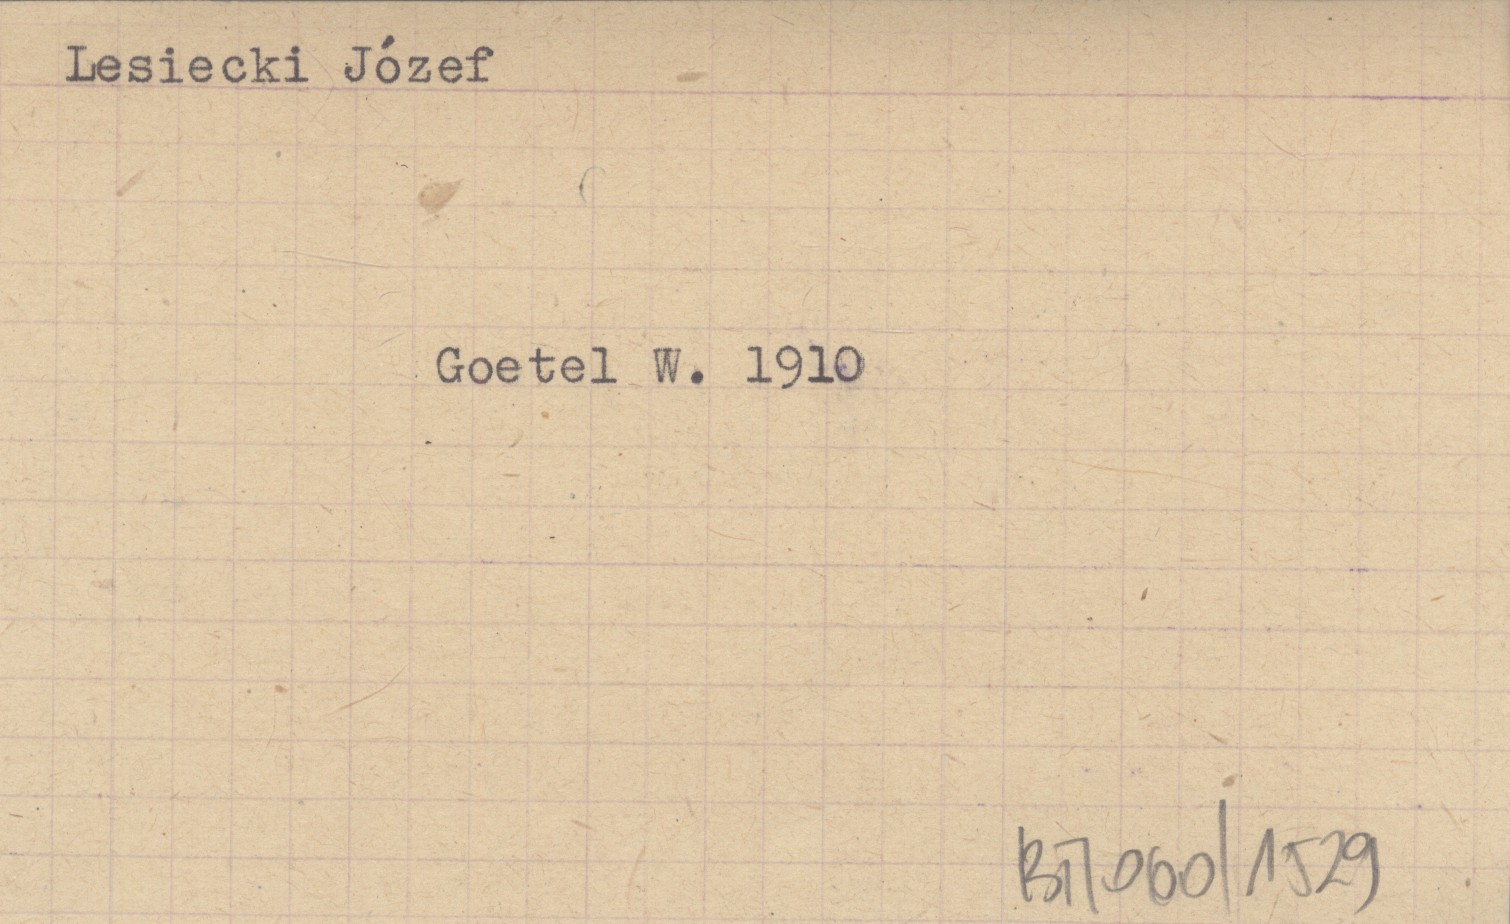 Lesiecki Józef
Goetel W. 1910
BT/060/1529